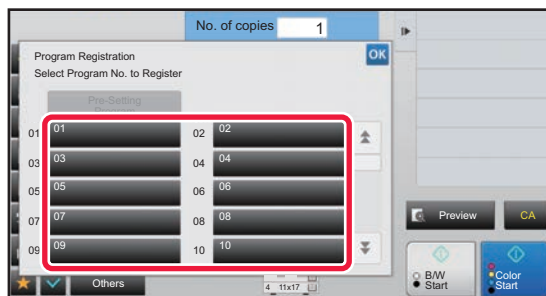 No. of copies 1
Program Registration
OK
Select Program No. to Register
Pre-Setting
01 01 02 02
03 03 04 04
05 05 06 06
07 07 08 08
09 09 10 10
Preview CA
Others
4 11x17
B/W
Start
Color
Start